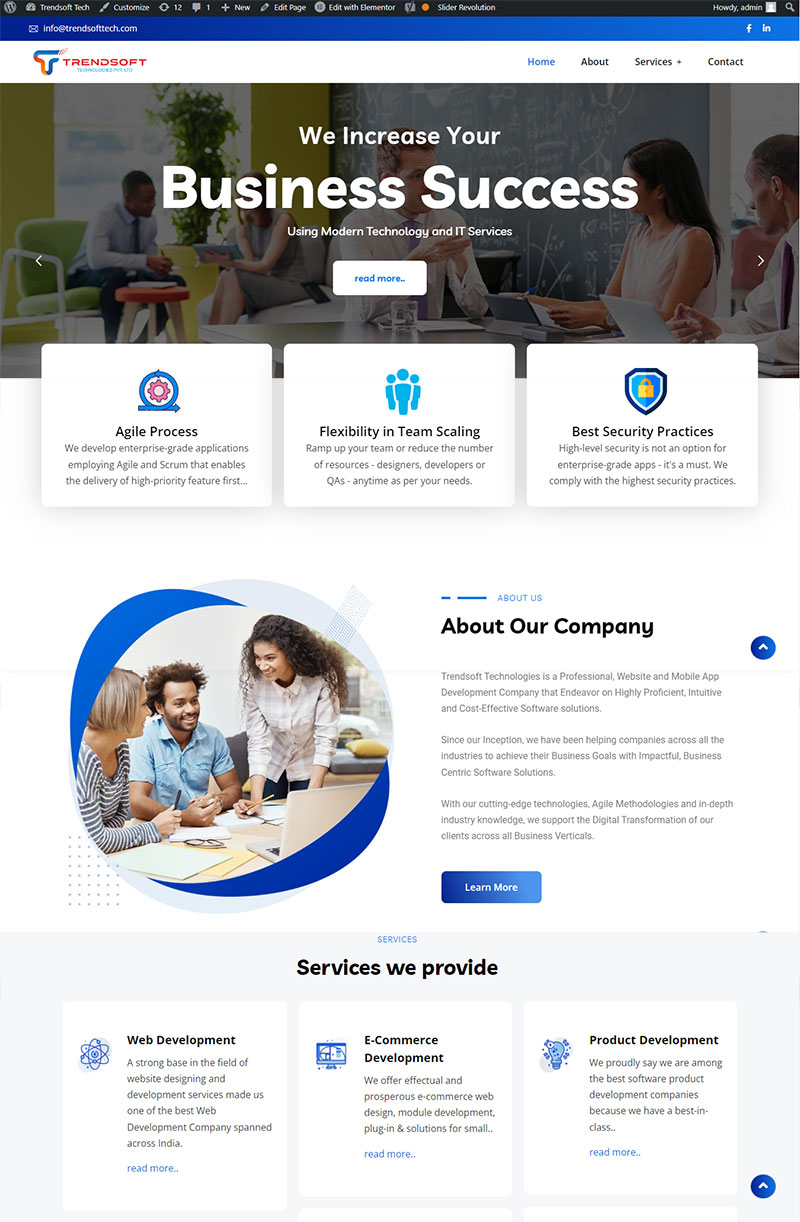 Trendsoft Tech Customize 12 1 New Edit Page Edit with Elementor Slider Revolution Howdy, admin
info@trendsofttech.com
TRENDSOFT
TECHNOLOGIES PVT LTD
Home About Services + Contact
We Increase Your
Business Success
Using Modern Technology and IT Services
read more..
Agile Process
We develop enterprise-grade applications
employing Agile and Scrum that enables
the delivery of high-priority feature first...
Flexibility in Team Scaling
Ramp up your team or reduce the number
of resources - designers, developers or
QAs - anytime as per your needs.
Best Security Practices
High-level security is not an option for
enterprise-grade apps - it's a must. We
comply with the highest security practices.
ABOUT US
About Our Company
Trendsoft Technologies is a Professional, Website and Mobile App
Development Company that Endeavor on Highly Proficient, Intuitive
and Cost-Effective Software solutions.
Since our Inception, we have been helping companies across all the
industries to achieve their Business Goals with Impactful, Business
Centric Software Solutions.
With our cutting-edge technologies, Agile Methodologies and in-depth
industry knowledge, we support the Digital Transformation of our
clients across all Business Verticals.
Learn More
SERVICES
Services we provide
Web Development
A strong base in the field of
website designing and
development services made us
one of the best Web
Development Company spanned
across India.
read more..
E-Commerce
Development
We offer effectual and
prosperous e-commerce web
design, module development,
plug-in & solutions for small..
read more..
Product Development
We proudly say we are among
the best software product
development companies
because we have a best-in-
class..
read more..